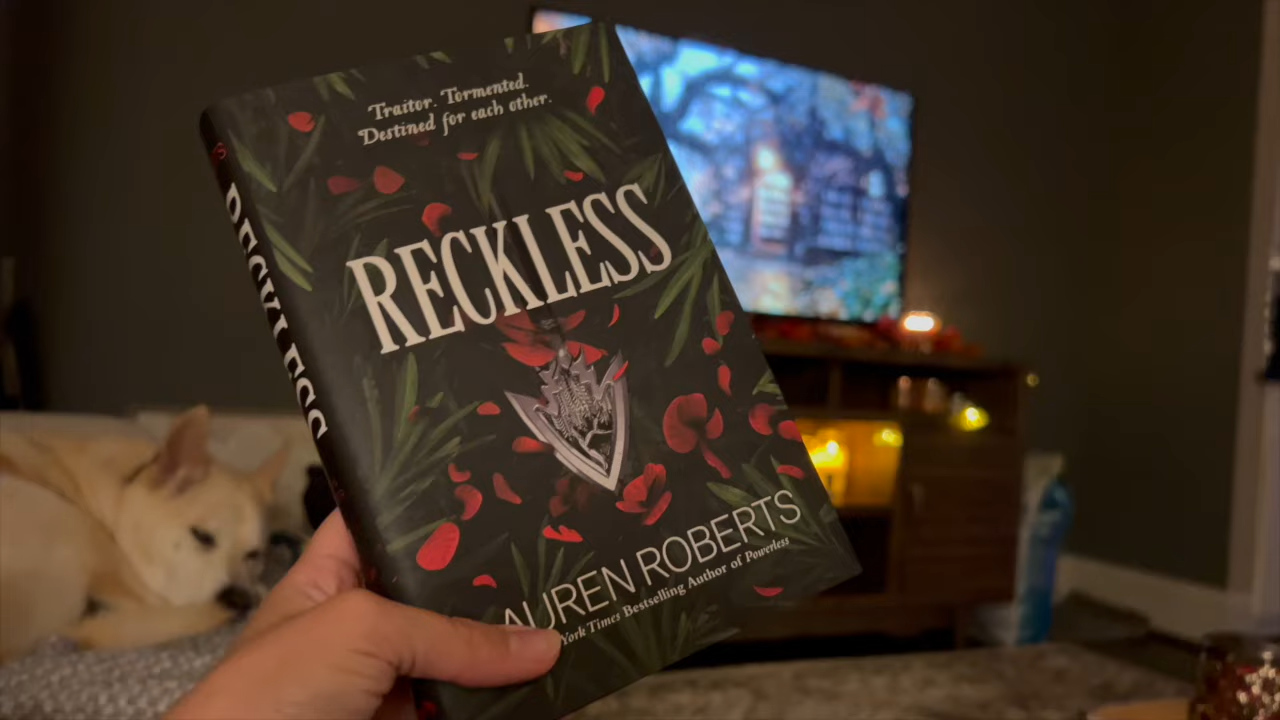 Traitor. Tormented.
Destined for each other.
RECKLESS
RECKLESS
AUREN ROBERTS
York Times Bestselling Author of Powerless